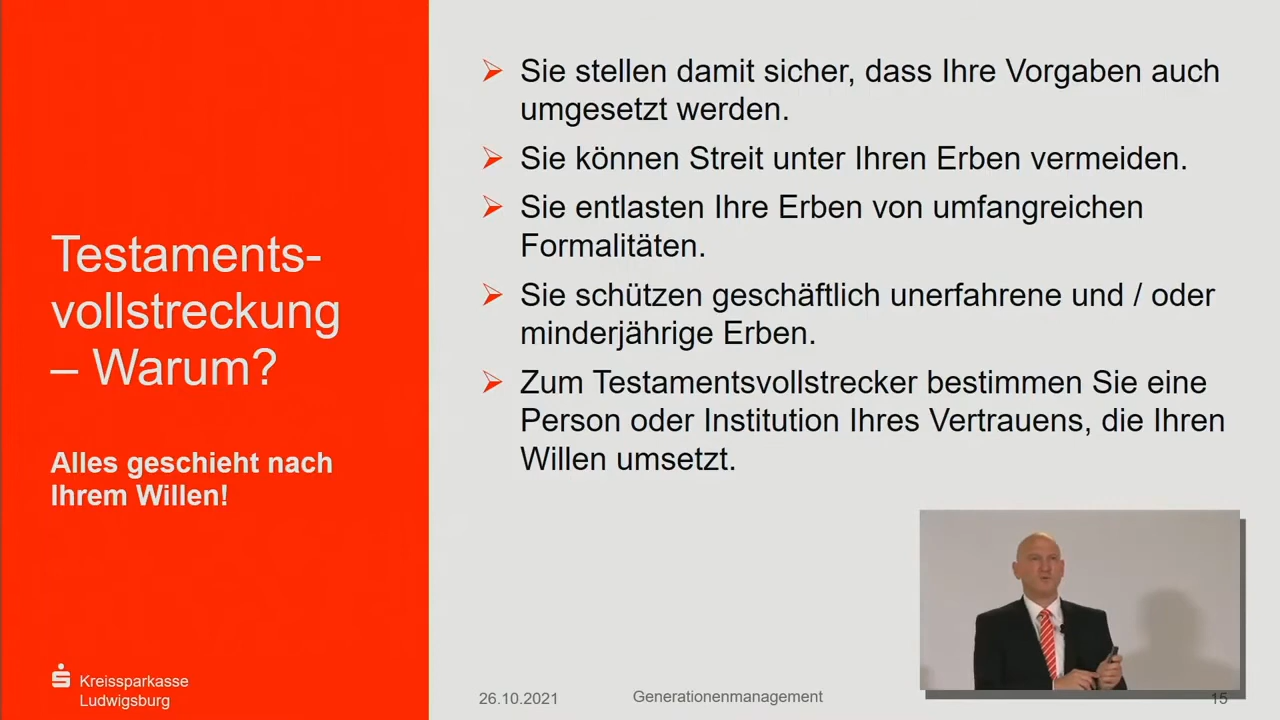 Testaments-
vollstreckung
– Warum?
Alles geschieht nach
Ihrem Willen!
Kreissparkasse
Ludwigsburg
Sie stellen damit sicher, dass Ihre Vorgaben auch
umgesetzt werden.
Sie können Streit unter Ihren Erben vermeiden.
Sie entlasten Ihre Erben von umfangreichen
Formalitäten.
Sie schützen geschäftlich unerfahrene und / oder
minderjährige Erben.
Zum Testamentsvollstrecker bestimmen Sie eine
Person oder Institution Ihres Vertrauens, die Ihren
Willen umsetzt.
26.10.2021
Generationenmanagement
15